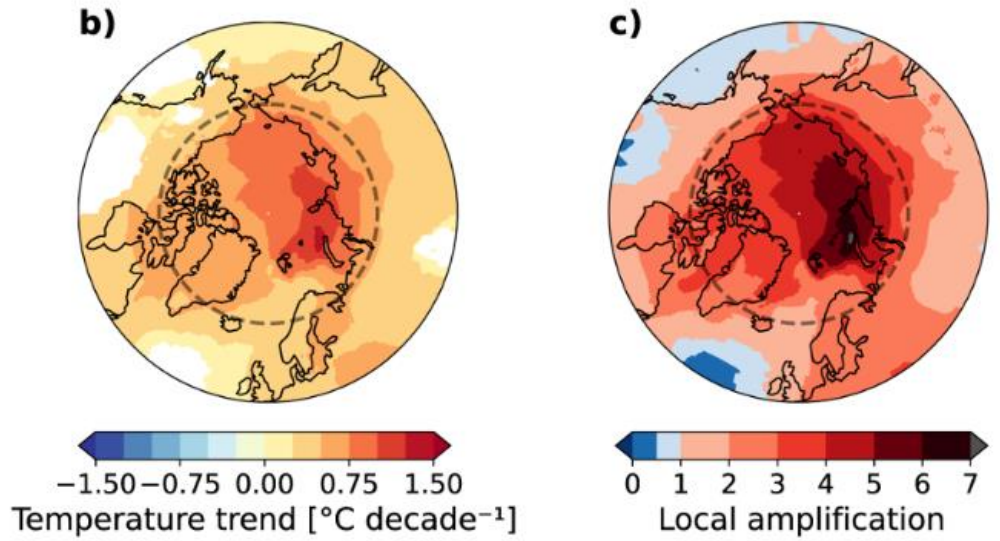 b)
c)
−1.50 −0.75 0.00 0.75 1.50
0 1 2 3 4 5 6 7
Temperature trend [°C decade⁻¹]
Local amplification